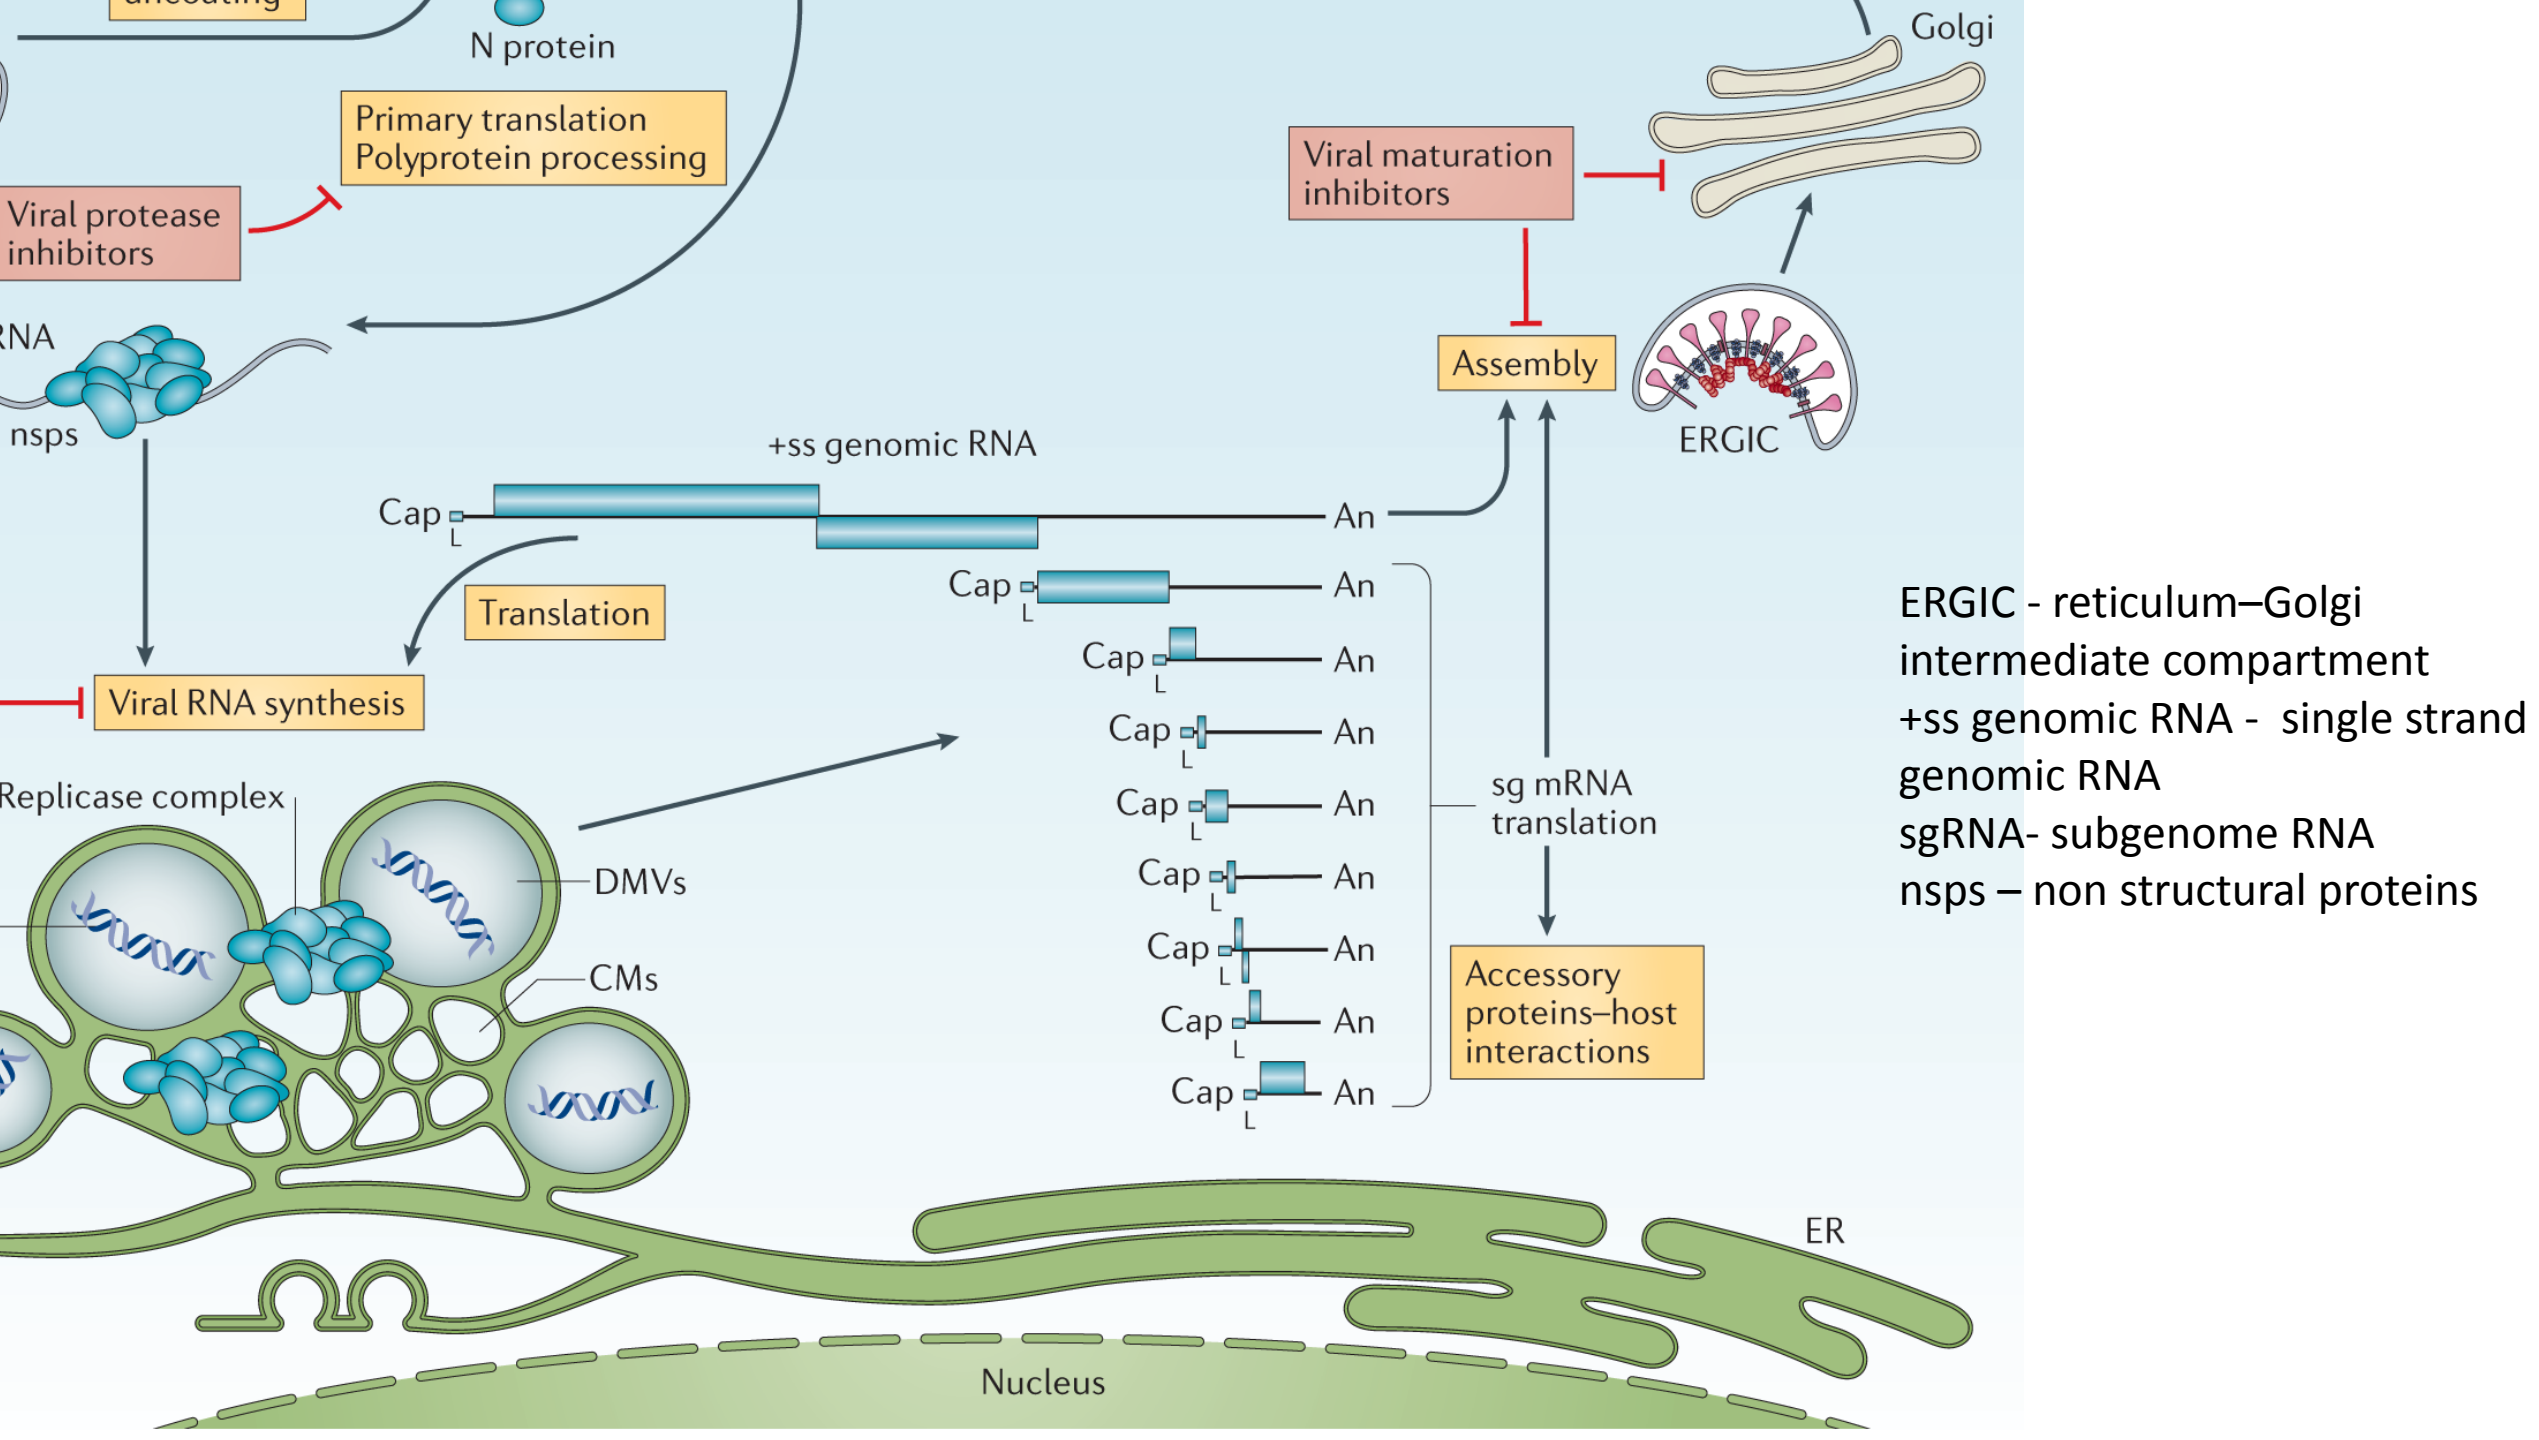 uncoating
N protein
Golgi
Primary translation
Polyprotein processing
Viral maturation
inhibitors
Viral protease
inhibitors
RNA
nsps
Assembly
ERGIC
+ss genomic RNA
Cap
L
An
Cap
L
An
Translation
Cap
L
An
Viral RNA synthesis
Cap
L
An
Replicase complex
Cap
L
An
sg mRNA
translation
DMVs
Cap
L
An
CMs
Cap
L
An
Cap
L
An
Cap
L
An
Accessory
proteins–host
interactions
ER
Nucleus
ERGIC - reticulum–Golgi
intermediate compartment
+ss genomic RNA -  single strand
genomic RNA
sgRNA- subgenome RNA
nsps – non structural proteins